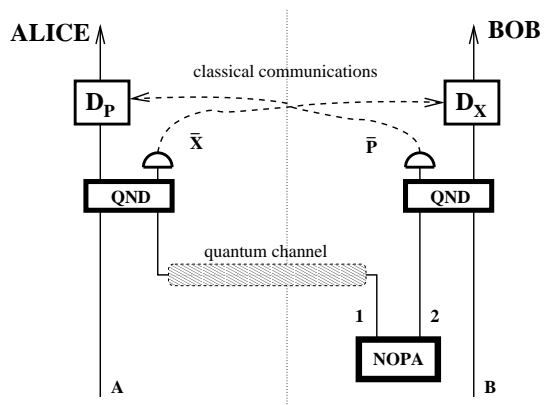 ALICE
BOB
classical communications
D_P
D_X
X̄
P̄
QND
QND
quantum channel
1
2
NOPA
A
B